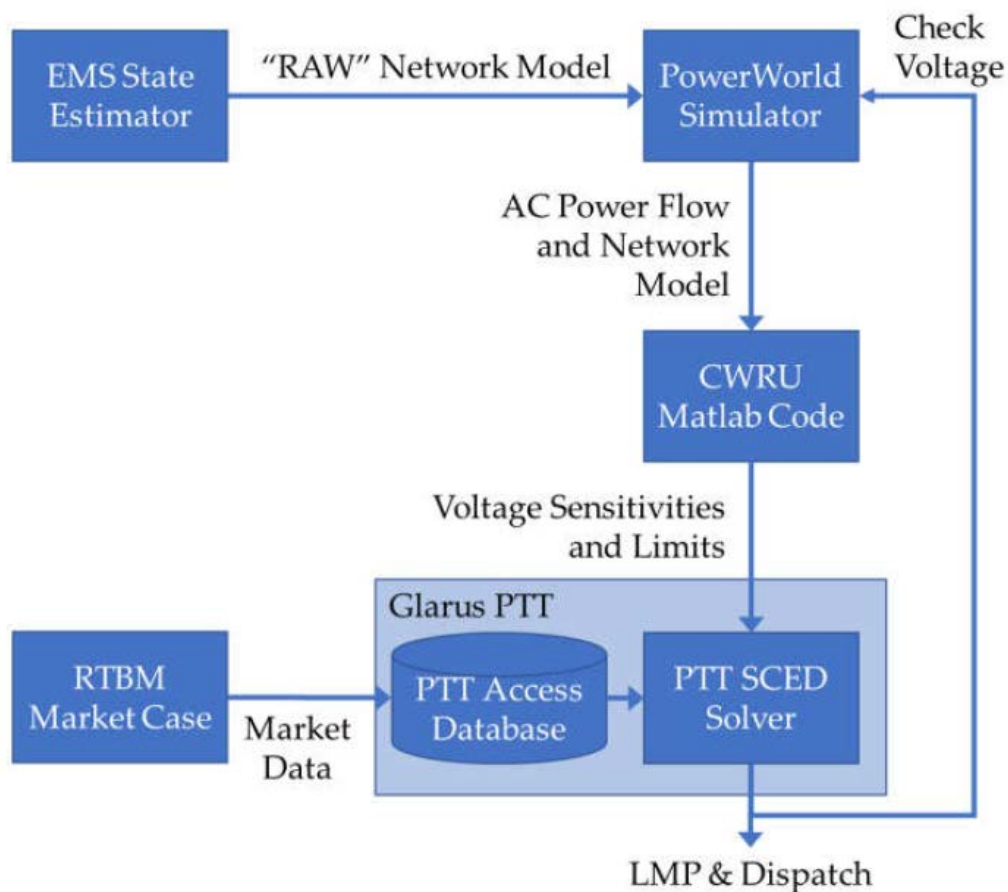 EMS State
Estimator
“RAW” Network Model
PowerWorld
Simulator
Check
Voltage
AC Power Flow
and Network
Model
CWRU
Matlab Code
Voltage Sensitivities
and Limits
Glarus PTT
RTBM
Market Case
Market
Data
PTT Access
Database
PTT SCED
Solver
LMP & Dispatch